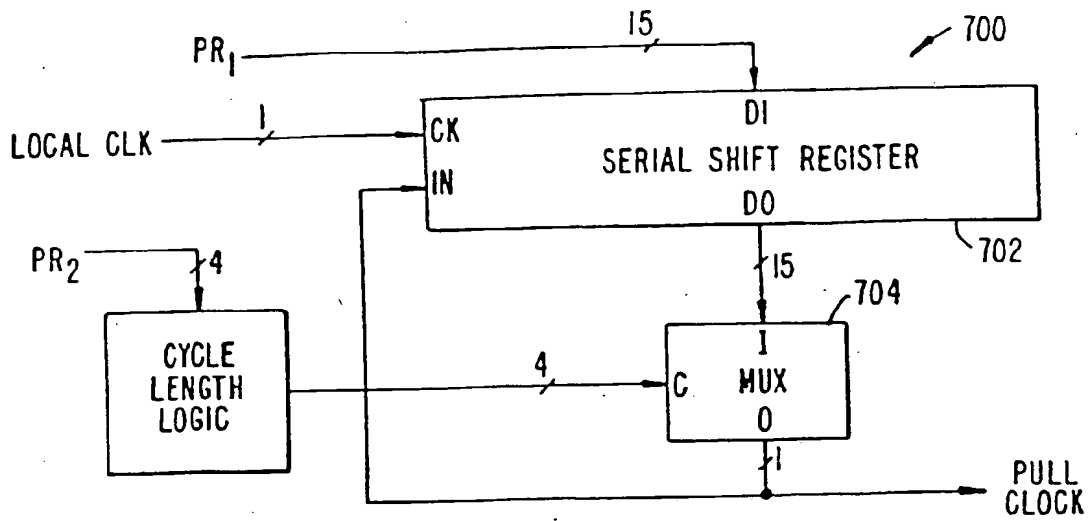 PR1
15
700
LOCAL CLK
1
CK
DI
SERIAL SHIFT REGISTER
IN
DO
702
PR2
4
15
704
CYCLE
LENGTH
LOGIC
4
I
C
MUX
O
1
PULL
CLOCK